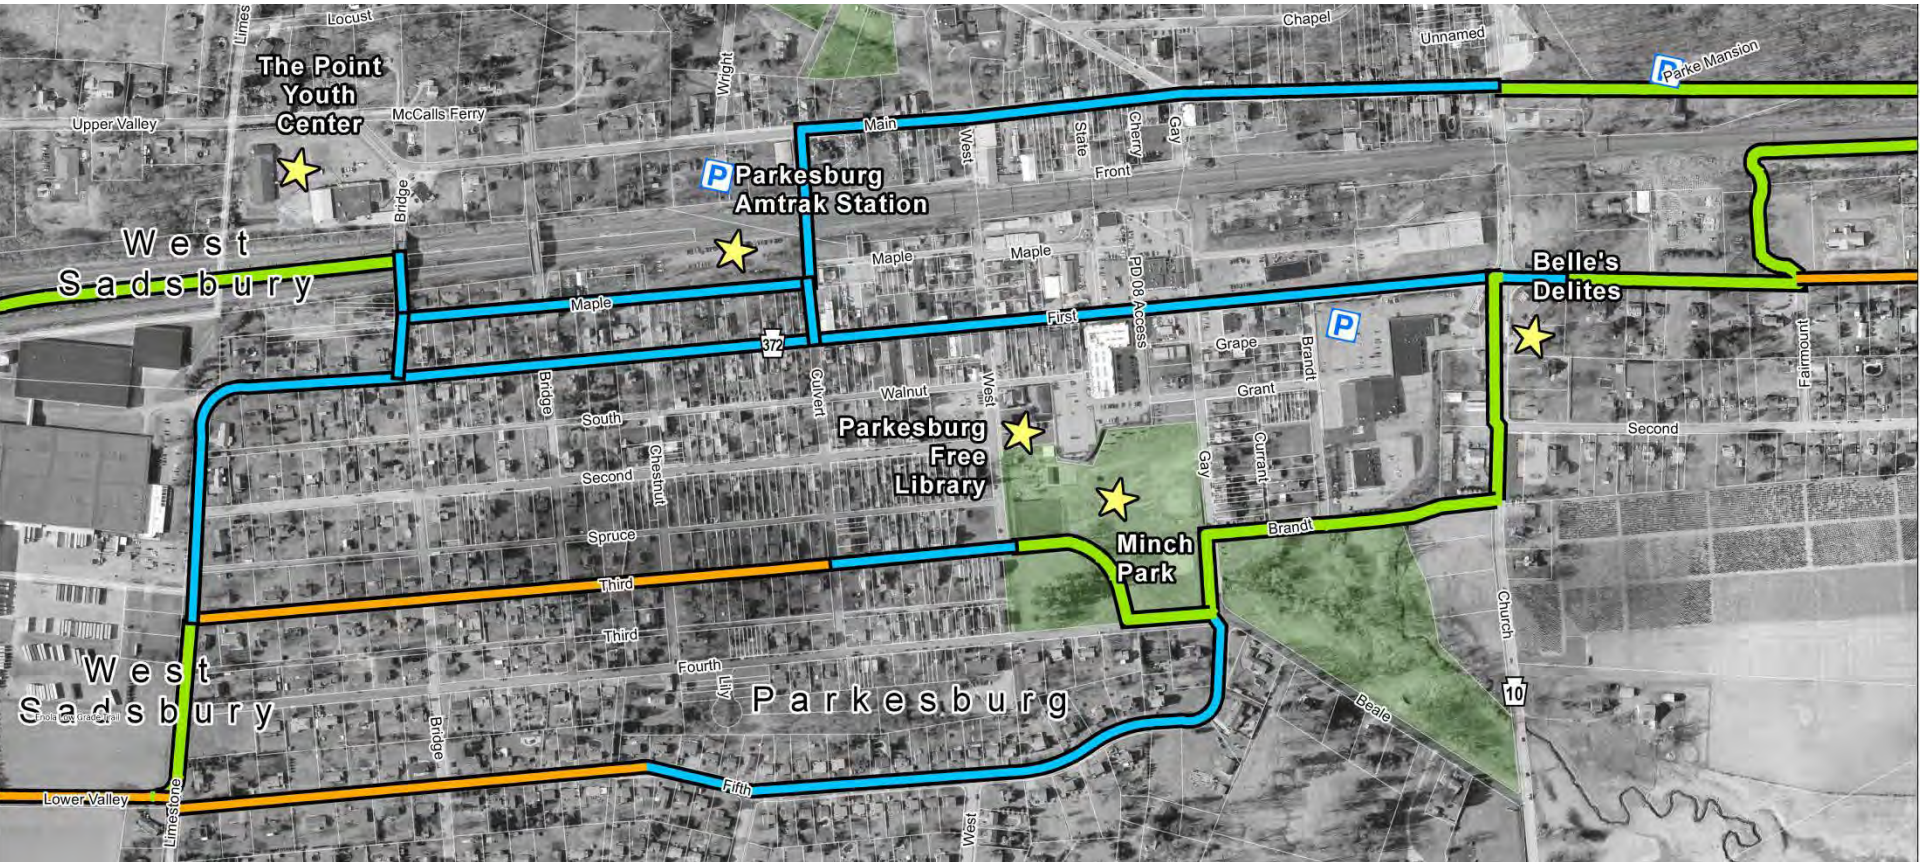 Locust
Limes
Chapel
Unnamed
The Point
Youth
Center
Wright
P
Parke Mansion
Upper Valley
McCalls Ferry
Main
West
State
Cherry
Gay
Front
P Parkesburg
Amtrak Station
Bridge
West
Sadsbury
Maple
Maple
Maple
PD 08 Access
Belle's
Delites
First
P
372
Grape
Brandt
Fairmount
Bridge
Culvert
Walnut
West
Grant
South
Parkesburg
Free
Library
Second
Second
Chestnut
Gay
Currant
Spruce
Brandt
Minch
Park
Third
Third
Church
West
Sadsbury
Enola Low Grade Trail
Fourth
Lily
Parkesburg
10
Beale
Bridge
Lower Valley
Limestone
Fifth
West